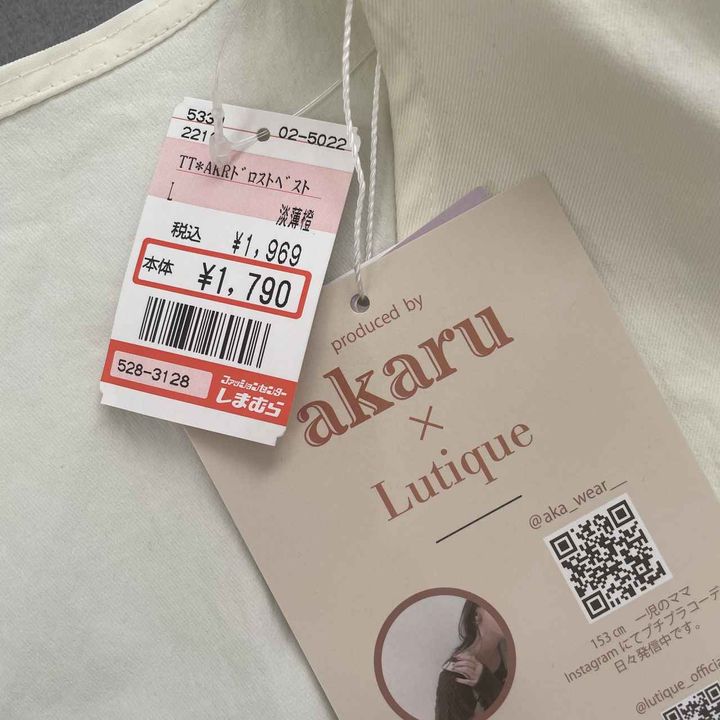 533
221
02-5022
TT*AKRドロストベスト
L
淡薄橙
税込 ¥1,969
本体 ¥1,790
528-3128
ファッションセンター
しまむら
produced by
akaru
×
Lutique
@aka_wear__
153㎝ 一児のママ
Instagramにてプチプラコーデ
日々発信中です。
@lutique_officia